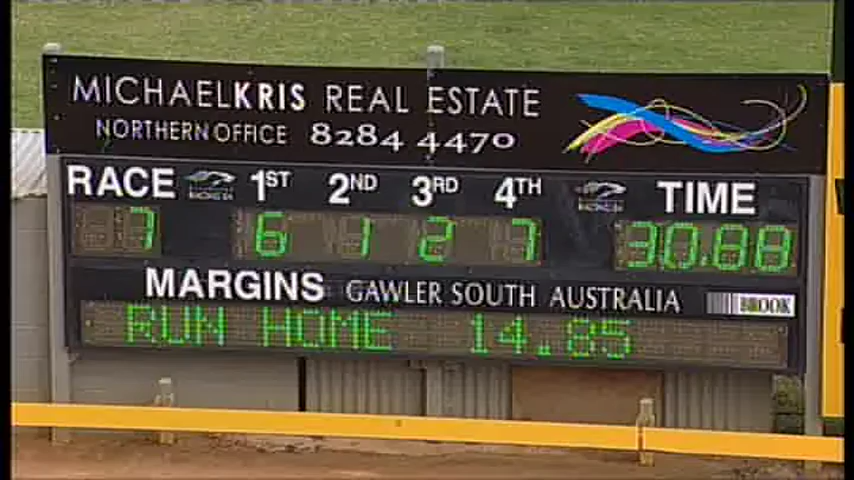 MICHAELKRIS REAL ESTATE
NORTHERN OFFICE 8284 4470
RACE 1ST 2ND 3RD 4TH TIME
7 6 1 2 7 30.88
MARGINS GAWLER SOUTH AUSTRALIA BROOK
RUN HOME 14.85